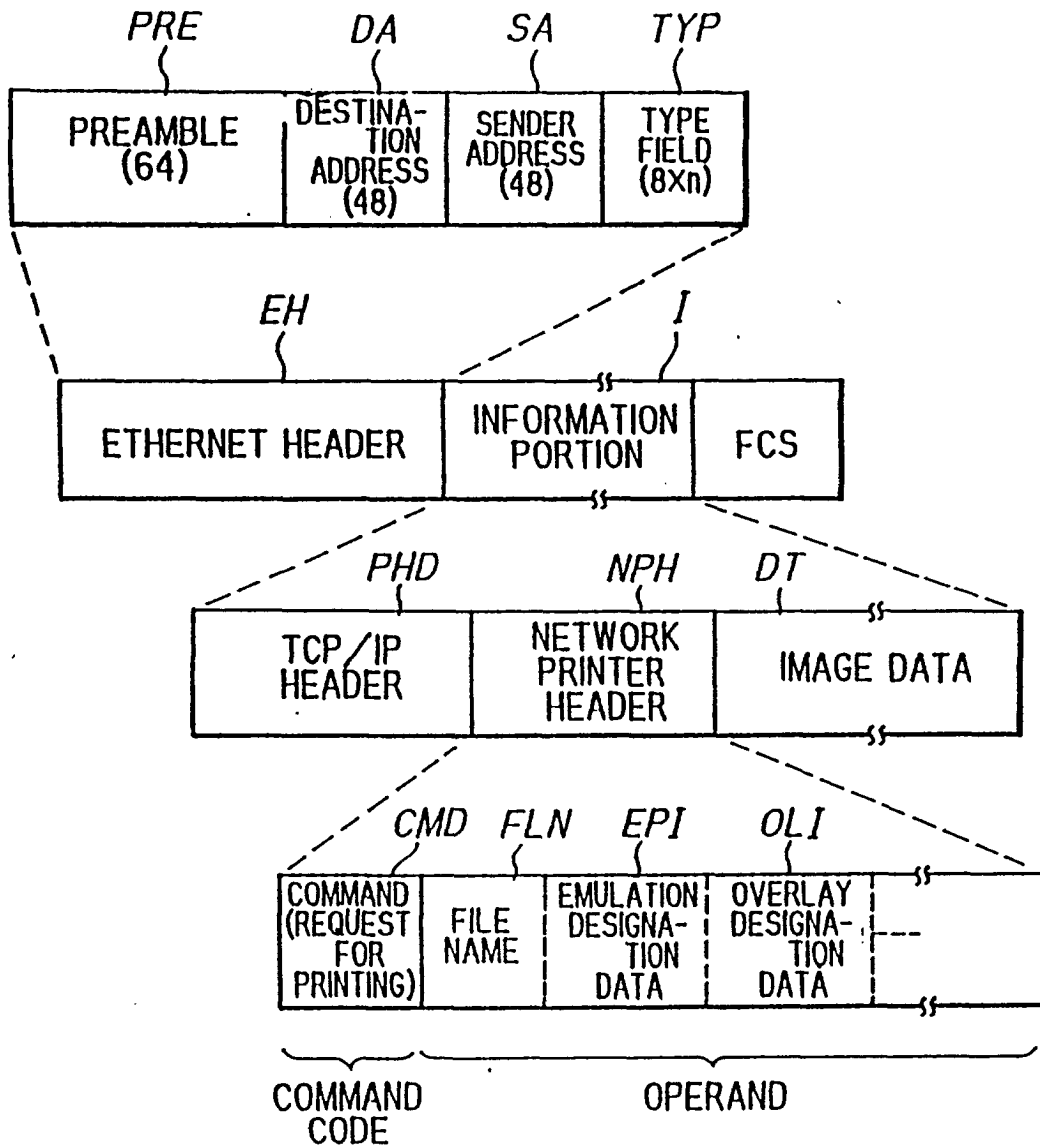 PRE DA SA TYP
PREAMBLE
(64)
DESTINA-
TION
ADDRESS
(48)
SENDER
ADDRESS
(48)
TYPE
FIELD
(8×n)
EH I
ETHERNET HEADER
INFORMATION
PORTION
FCS
PHD NPH DT
TCP/IP
HEADER
NETWORK
PRINTER
HEADER
IMAGE DATA
CMD FLN EPI OLI
COMMAND
(REQUEST
FOR
PRINTING)
FILE
NAME
EMULATION
DESIGNA-
TION
DATA
OVERLAY
DESIGNA-
TION
DATA
COMMAND
CODE
OPERAND